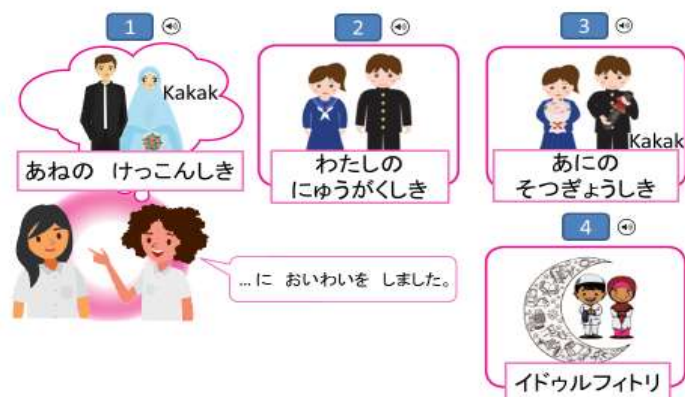 1
Kakak
あねの けっこんしき
2
わたしの
にゅうがくしき
3
Kakak
あにの
そつぎょうしき
4
イドゥルフィトリ
...に おいわいを しました。